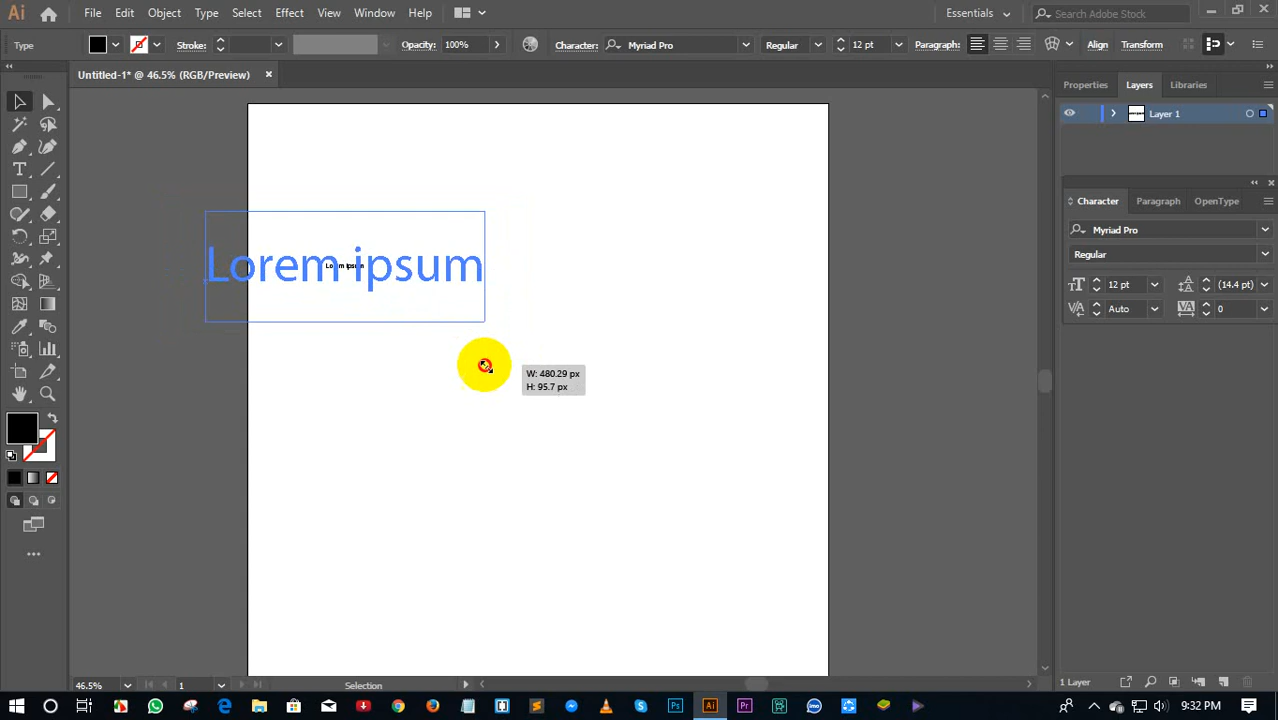 Ai File Edit Object Type Select Effect View Window Help Essentials Search Adobe Stock
Type Stroke: Opacity: 100% Character: Myriad Pro Regular 12 pt Paragraph: Align Transform
Untitled-1* @ 46.5% (RGB/Preview)
Properties Layers Libraries
Layer 1
Character Paragraph OpenType
Myriad Pro
Regular
12 pt (14.4 pt)
Auto 0
Lorem ipsum
Lorem ipsum
W: 480.29 px
H: 95.7 px
46.5% 1 Selection 1 Layer
9:32 PM